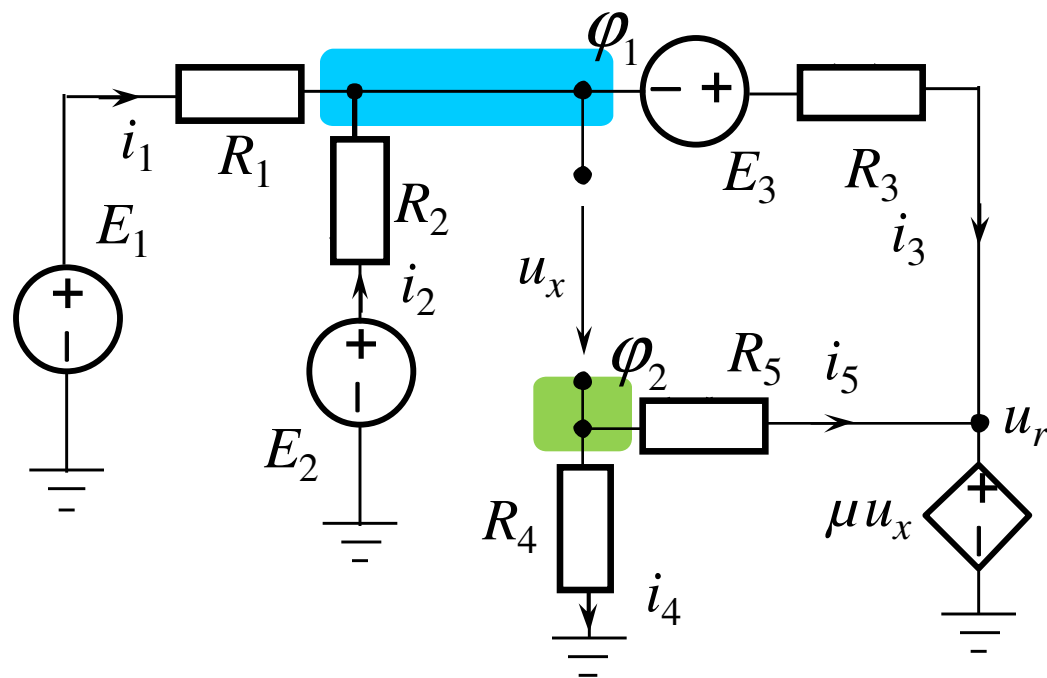 φ₁
i₁
R₁
E₃
R₃
R₂
E₁
i₃
i₂
uₓ
φ₂
R₅
i₅
uᵣ
E₂
R₄
μuₓ
i₄